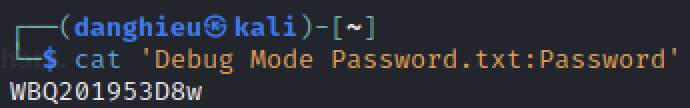 ┌──(danghieu㉿kali)-[~]
└─$ cat 'Debug Mode Password.txt:Password'
WBQ201953D8w